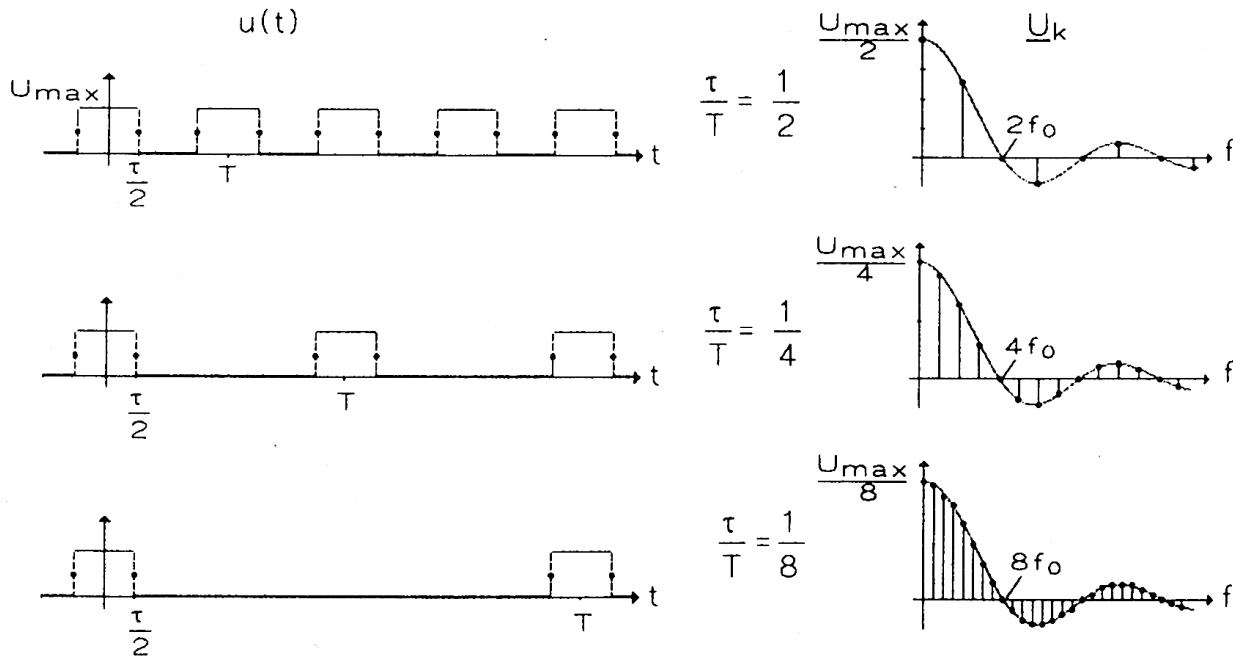 u(t)
U̲k
Umax
τ/2
T
t
τ/T = 1/2
Umax/2
2f₀
f
τ/2
T
t
τ/T = 1/4
Umax/4
4f₀
f
τ/2
T
t
τ/T = 1/8
Umax/8
8f₀
f